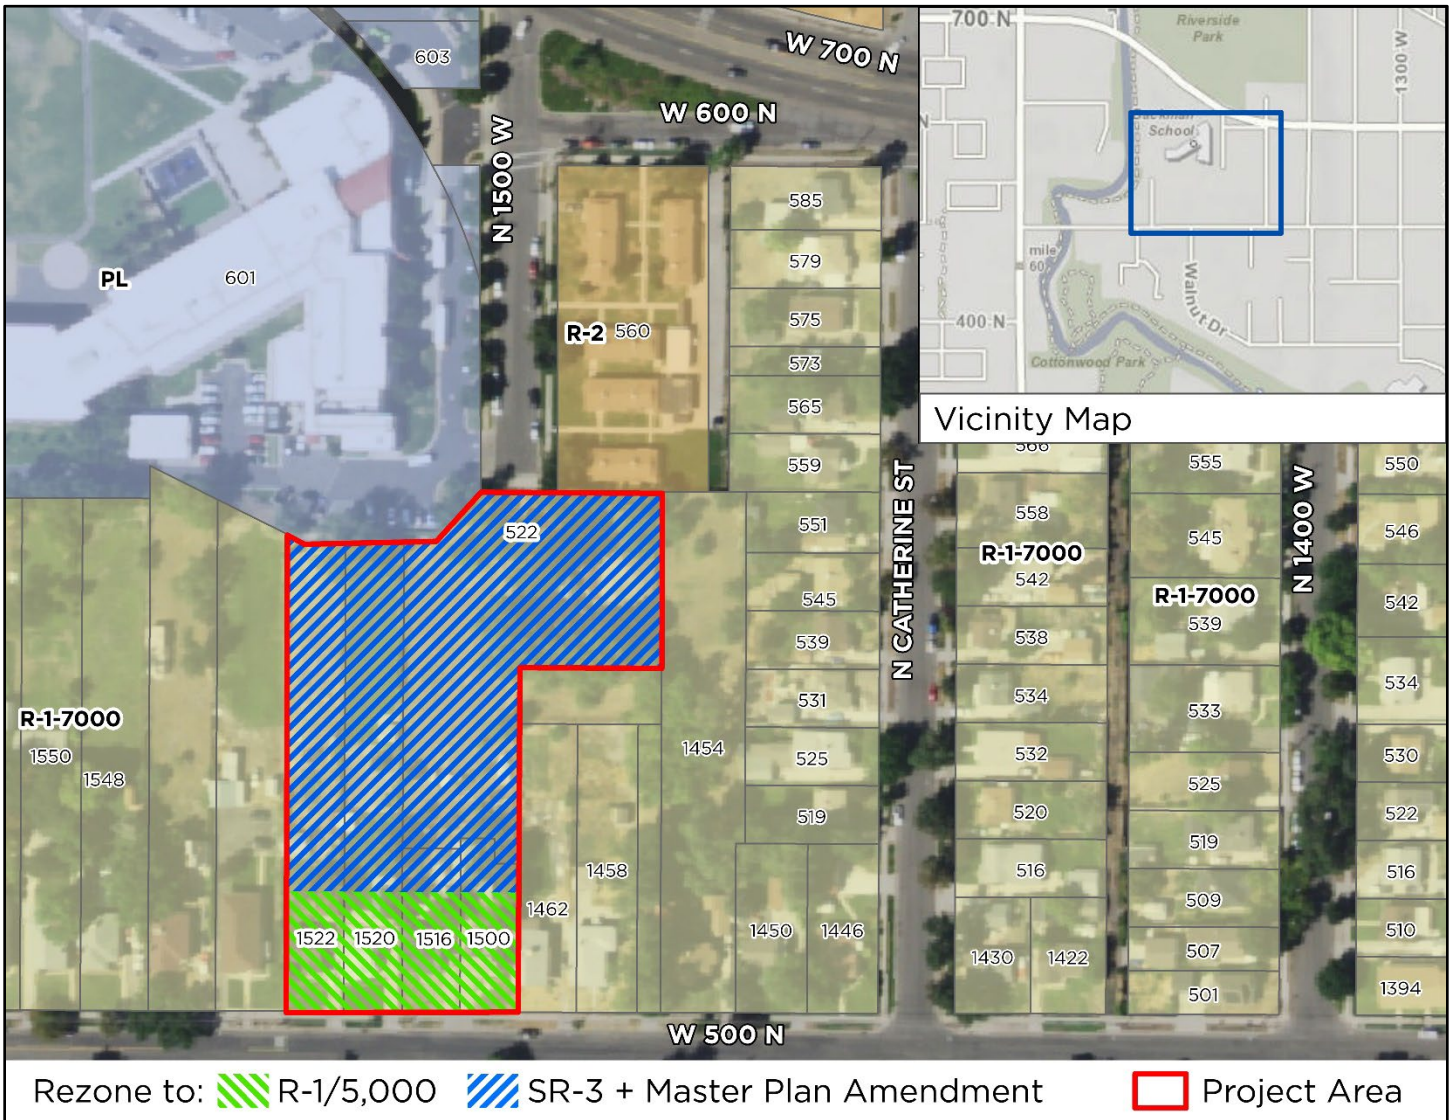 603
W 700 N
W 600 N
N 1500 W
585
579
PL
601
R-2 560
575
573
565
559
700 N
Riverside
Park
1300 W
School
mile
60
Walnut Dr
400 N
Cottonwood Park
Vicinity Map
566
555
550
522
551
N CATHERINE ST
558
R-1-7000
542
545
N 1400 W
546
545
R-1-7000
539
542
539
538
534
531
534
533
R-1-7000
1550
1548
1454
525
532
525
530
519
520
519
522
1458
516
509
516
1462
1522
1520
1516
1500
1450
1446
1430
1422
507
510
501
1394
W 500 N
Rezone to: R-1/5,000 SR-3 + Master Plan Amendment Project Area